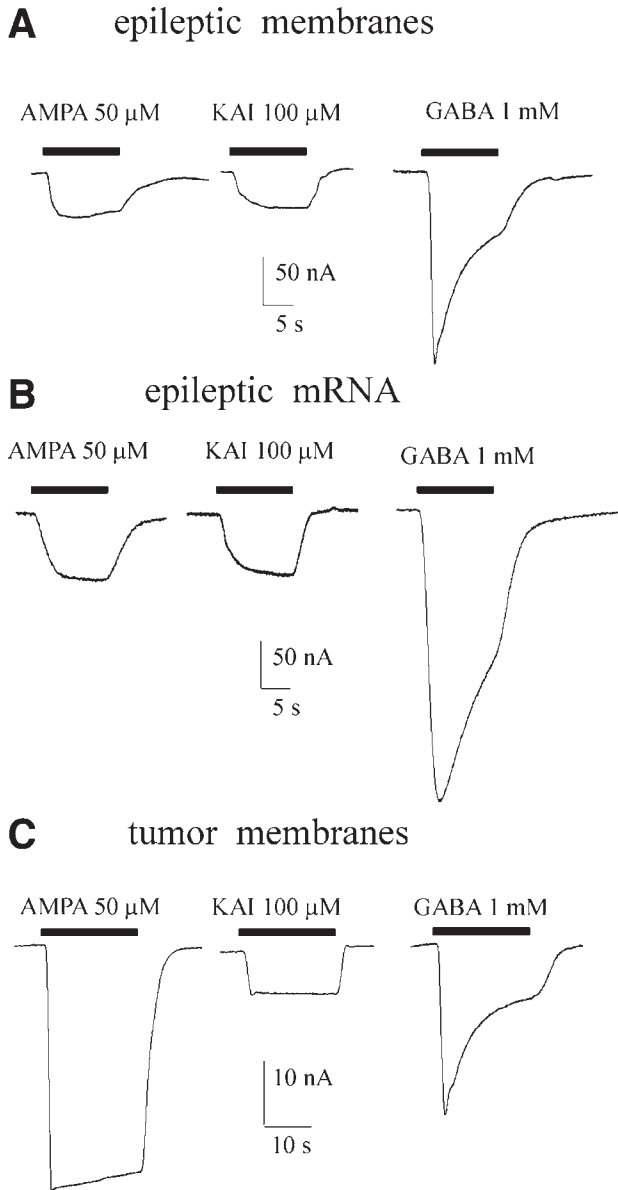 A epileptic membranes
AMPA 50 µM KAI 100 µM GABA 1 mM
50 nA
5 s
B epileptic mRNA
AMPA 50 µM KAI 100 µM GABA 1 mM
50 nA
5 s
C tumor membranes
AMPA 50 µM KAI 100 µM GABA 1 mM
10 nA
10 s